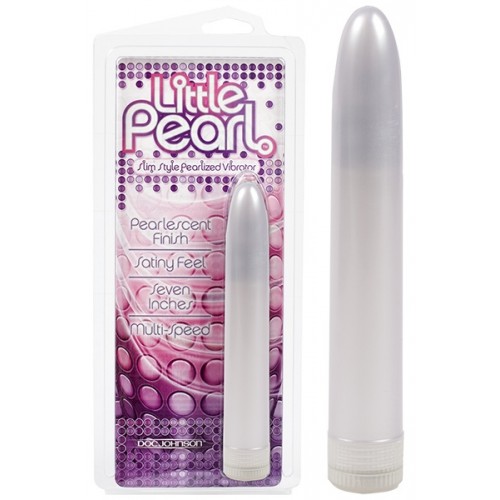 Little
Pearl
Slim Style Pearlized Vibrator
Pearlescent
Finish
Satiny Feel
Seven
Inches
Multi-speed
DOC JOHNSON